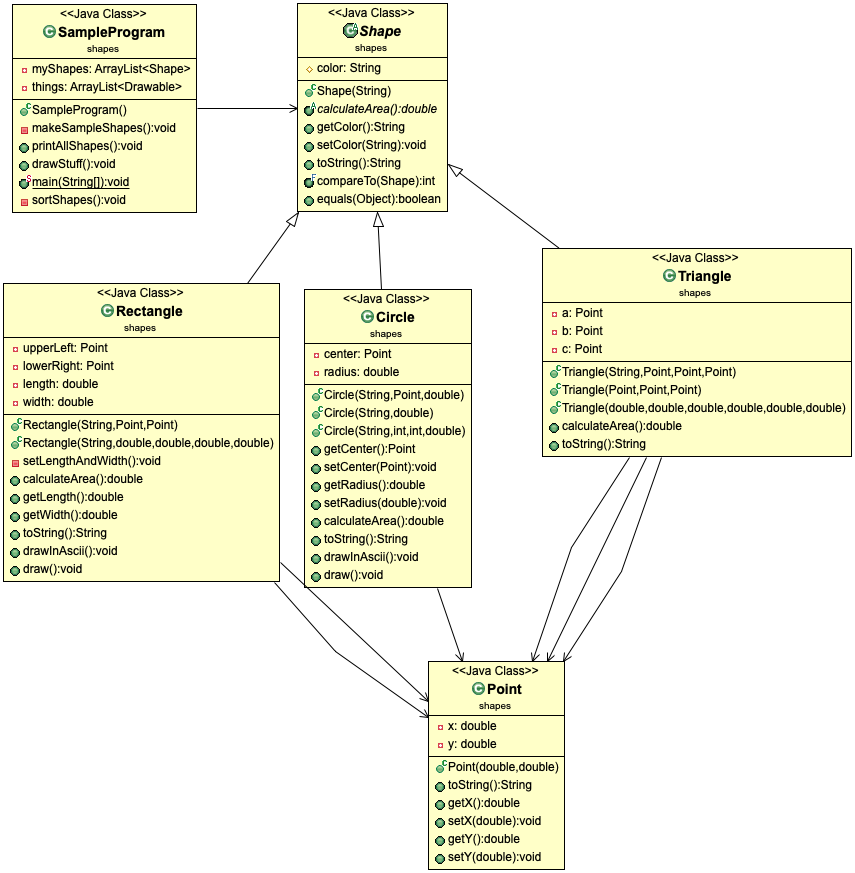 <<Java Class>>
SampleProgram
shapes
myShapes: ArrayList<Shape>
things: ArrayList<Drawable>
SampleProgram()
makeSampleShapes():void
printAllShapes():void
drawStuff():void
main(String[]):void
sortShapes():void
<<Java Class>>
Shape
shapes
color: String
Shape(String)
calculateArea():double
getColor():String
setColor(String):void
toString():String
compareTo(Shape):int
equals(Object):boolean
<<Java Class>>
Rectangle
shapes
upperLeft: Point
lowerRight: Point
length: double
width: double
Rectangle(String,Point,Point)
Rectangle(String,double,double,double,double)
setLengthAndWidth():void
calculateArea():double
getLength():double
getWidth():double
toString():String
drawInAscii():void
draw():void
<<Java Class>>
Circle
shapes
center: Point
radius: double
Circle(String,Point,double)
Circle(String,double)
Circle(String,int,int,double)
getCenter():Point
setCenter(Point):void
getRadius():double
setRadius(double):void
calculateArea():double
toString():String
drawInAscii():void
draw():void
<<Java Class>>
Triangle
shapes
a: Point
b: Point
c: Point
Triangle(String,Point,Point,Point)
Triangle(Point,Point,Point)
Triangle(double,double,double,double,double,double)
calculateArea():double
toString():String
<<Java Class>>
Point
shapes
x: double
y: double
Point(double,double)
toString():String
getX():double
setX(double):void
getY():double
setY(double):void